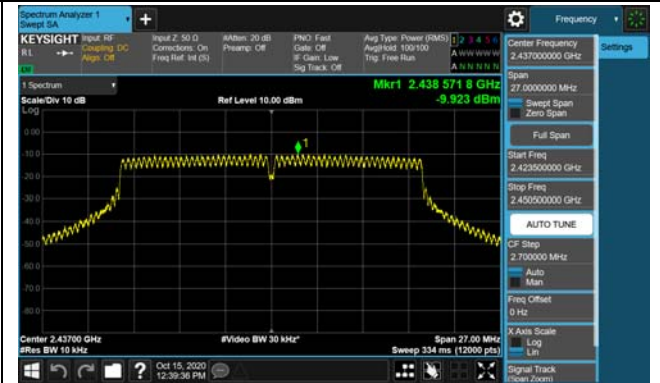 Spectrum Analyzer 1
Swept SA
+
Frequency
KEYSIGHT
RL
Input: RF
Coupling: DC
Align: Off
Input Z: 50 Ω
Corrections: On
Freq Ref: Int (S)
#Atten: 20 dB
Preamp: Off
PNO: Fast
Gate: Off
IF Gain: Low
Sig Track: Off
Avg Type: Power (RMS)
Avg|Hold: 100/100
Trig: Free Run
1 2 3 4 5 6
A W W W W W
A N N N N N
Center Frequency
2.437000000 GHz
Settings
Span
27.0000000 MHz
Swept Span
Zero Span
Full Span
Start Freq
2.423500000 GHz
Stop Freq
2.450500000 GHz
AUTO TUNE
CF Step
2.700000 MHz
Auto
Man
Freq Offset
0 Hz
X Axis Scale
Log
Lin
Signal Track
(Span Zoom)
1 Spectrum
Scale/Div 10 dB
Log
Ref Level 10.00 dBm
Mkr1 2.438 571 8 GHz
-9.923 dBm
1
0.00
-10.0
-20.0
-30.0
-40.0
-50.0
-60.0
-70.0
-80.0
Center 2.43700 GHz
#Res BW 10 kHz
#Video BW 30 kHz*
Span 27.00 MHz
Sweep 334 ms (12000 pts)
?
Oct 15, 2020
12:39:36 PM